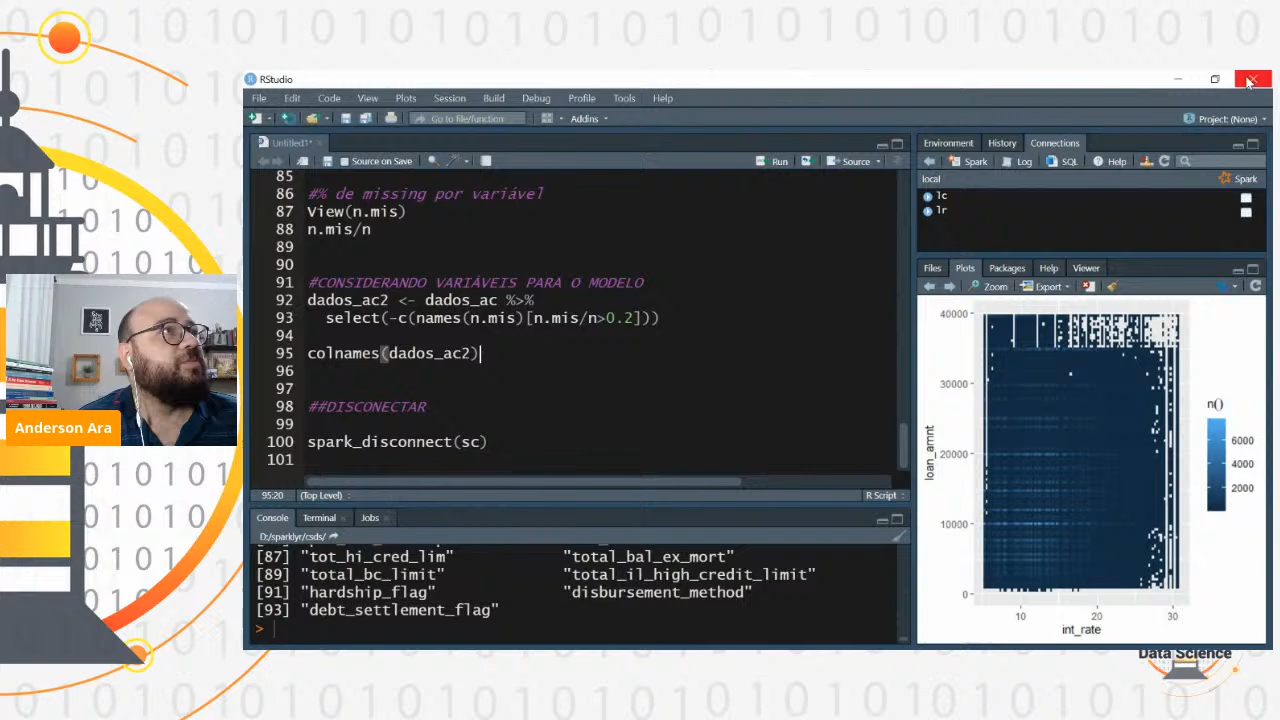 RStudio
File Edit Code View Plots Session Build Debug Profile Tools Help
Go to file/function Addins Project: (None)
Untitled1*
Source on Save Run Source
85
86 #% de missing por variável
87 View(n.mis)
88 n.mis/n
89
90
91 #CONSIDERANDO VARIÁVEIS PARA O MODELO
92 dados_ac2 <- dados_ac %>%
93 select(-c(names(n.mis)[n.mis/n>0.2]))
94
95 colnames(dados_ac2)
96
97
98 ##DISCONECTAR
99
100 spark_disconnect(sc)
101
95:20 (Top Level) R Script
Console Terminal Jobs
D:/sparklyr/csds/
[87] "tot_hi_cred_lim" "total_bal_ex_mort"
[89] "total_bc_limit" "total_il_high_credit_limit"
[91] "hardship_flag" "disbursement_method"
[93] "debt_settlement_flag"
>
Environment History Connections
Spark Log SQL Help
local Spark
lc
lr
Files Plots Packages Help Viewer
Zoom Export
40000
30000
20000
10000
0
loan_amnt
10 20 30
int_rate
n()
6000
4000
2000
Anderson Ara
Data Science